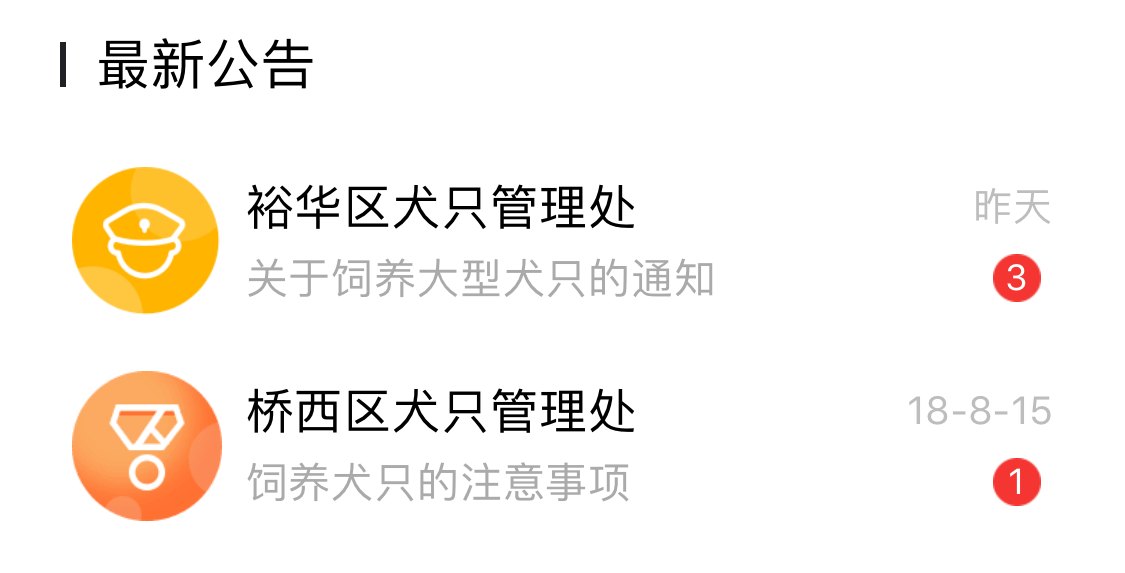 最新公告
裕华区犬只管理处
昨天
关于饲养大型犬只的通知
3
桥西区犬只管理处
18-8-15
饲养犬只的注意事项
1